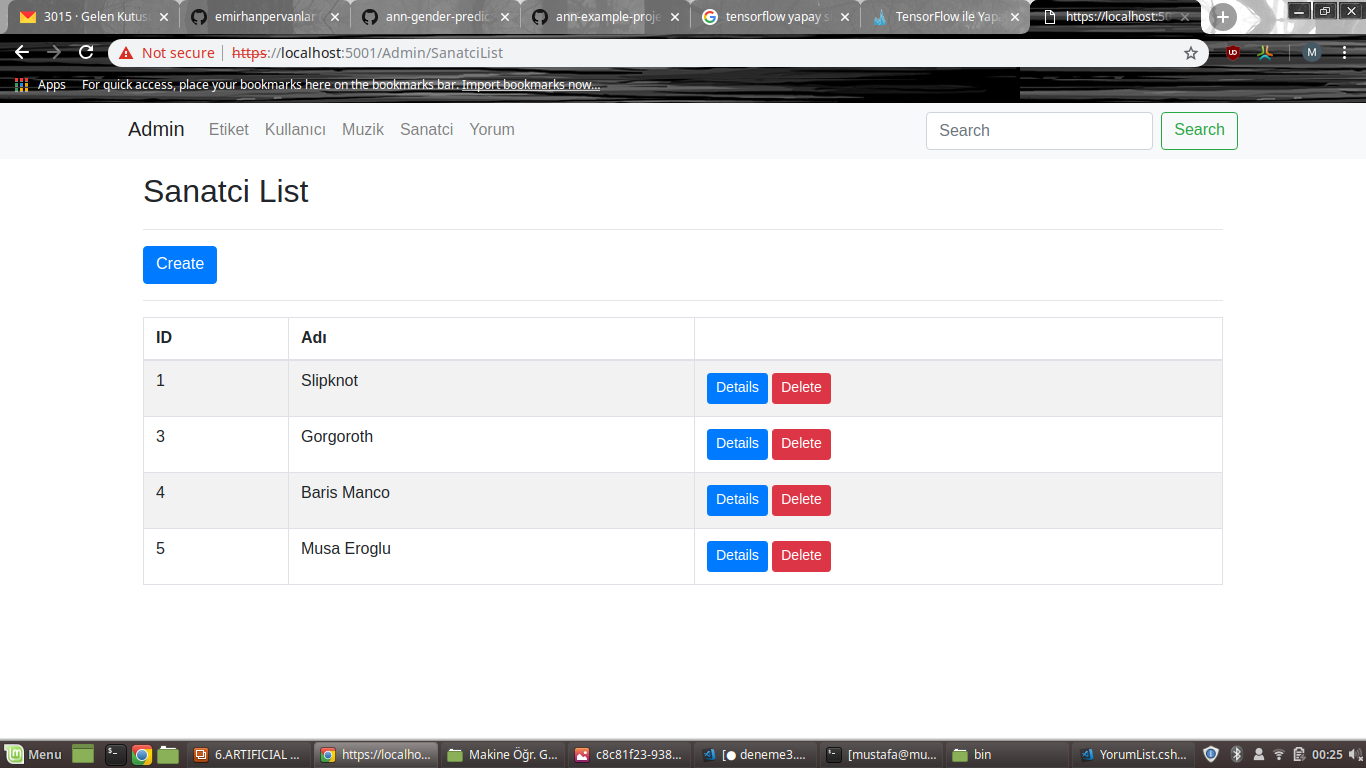 3015 · Gelen Kutus
emirhanpervanlar
ann-gender-predic
ann-example-proje
tensorflow yapay s
TensorFlow ile Yap
https://localhost:50
Not secure https://localhost:5001/Admin/SanatciList
M
Apps For quick access, place your bookmarks here on the bookmarks bar. Import bookmarks now...
Admin Etiket Kullanıcı Muzik Sanatci Yorum Search Search
Sanatci List
Create
ID Adı
1 Slipknot Details Delete
3 Gorgoroth Details Delete
4 Baris Manco Details Delete
5 Musa Eroglu Details Delete
Menu 6.ARTIFICIAL ... https://localho... Makine Öğr. G... c8c81f23-938... [● deneme3.... [mustafa@mu... bin YorumList.csh... 00:25